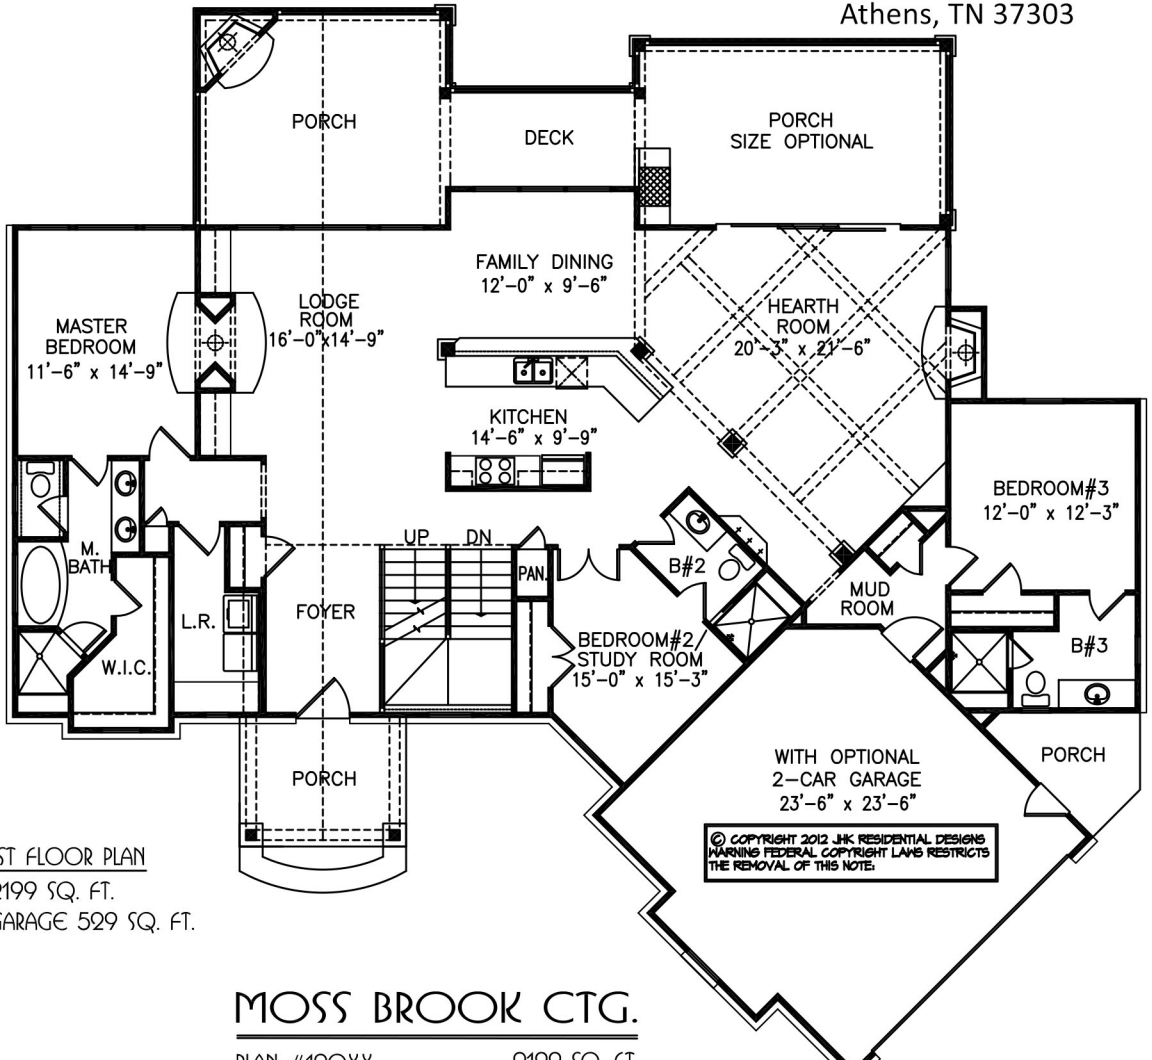 Athens, TN 37303
PORCH
DECK
PORCH
SIZE OPTIONAL
FAMILY DINING
12'-0" x 9'-6"
LODGE
ROOM
16'-0"x14'-9"
HEARTH
ROOM
20'-3" x 21'-6"
MASTER
BEDROOM
11'-6" x 14'-9"
KITCHEN
14'-6" x 9'-9"
BEDROOM#3
12'-0" x 12'-3"
UP
DN
M.
BATH
PAN.
B#2
MUD
ROOM
L.R.
FOYER
BEDROOM#2/
STUDY ROOM
15'-0" x 15'-3"
B#3
W.I.C.
PORCH
WITH OPTIONAL
2-CAR GARAGE
23'-6" x 23'-6"
PORCH
© COPYRIGHT 2012 JHK RESIDENTIAL DESIGNS
WARNING FEDERAL COPYRIGHT LAWS RESTRICTS
THE REMOVAL OF THIS NOTE:
ST FLOOR PLAN
2199 SQ. FT.
GARAGE 529 SQ. FT.
MOSS BROOK CTG.